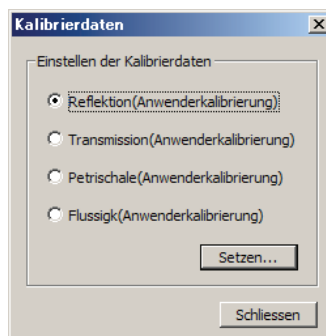 Kalibrierdaten
Einstellen der Kalibrierdaten
Reflektion(Anwenderkalibrierung)
Transmission(Anwenderkalibrierung)
Petrischale(Anwenderkalibrierung)
Flussigk(Anwenderkalibrierung)
Setzen...
Schliessen